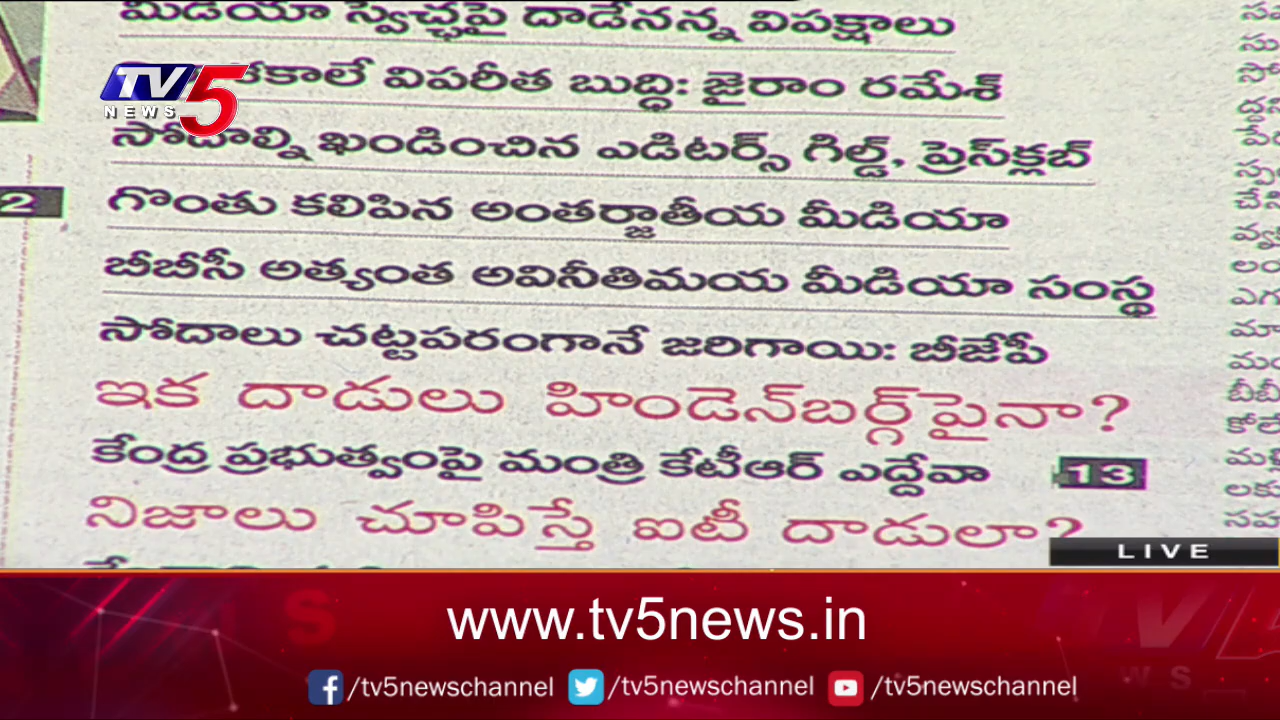 మీడియా స్వేచ్ఛపై దాడేనన్న విపక్షాలు
TV5
NEWS
విపరీత బుద్ధి: జైరాం రమేశ్
సోదాల్ని ఖండించిన ఎడిటర్స్ గిల్డ్, ప్రెస్‌క్లబ్
2
గొంతు కలిపిన అంతర్జాతీయ మీడియా
బీబీసీ అత్యంత అవినీతిమయ మీడియా సంస్థ
సోదాలు చట్టపరంగానే జరిగాయి: బీజేపీ
ఇక దాడులు హిండెన్‌బర్గ్‌పైనా?
కేంద్ర ప్రభుత్వంపై మంత్రి కేటీఆర్ ఎద్దేవా
13
నిజాలు చూపిస్తే ఐటీ దాడులా?
LIVE
www.tv5news.in
/tv5newschannel /tv5newschannel /tv5newschannel